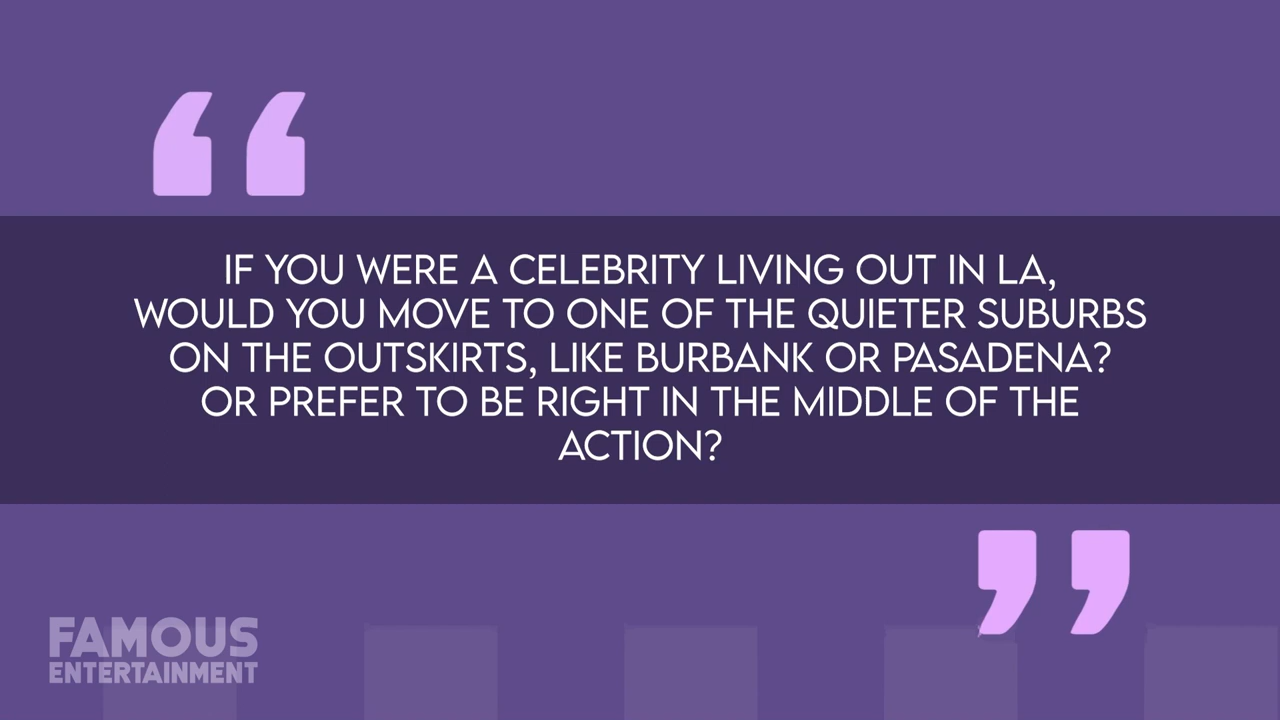 “
IF YOU WERE A CELEBRITY LIVING OUT IN LA,
WOULD YOU MOVE TO ONE OF THE QUIETER SUBURBS
ON THE OUTSKIRTS, LIKE BURBANK OR PASADENA?
OR PREFER TO BE RIGHT IN THE MIDDLE OF THE
ACTION?
”
FAMOUS
ENTERTAINMENT